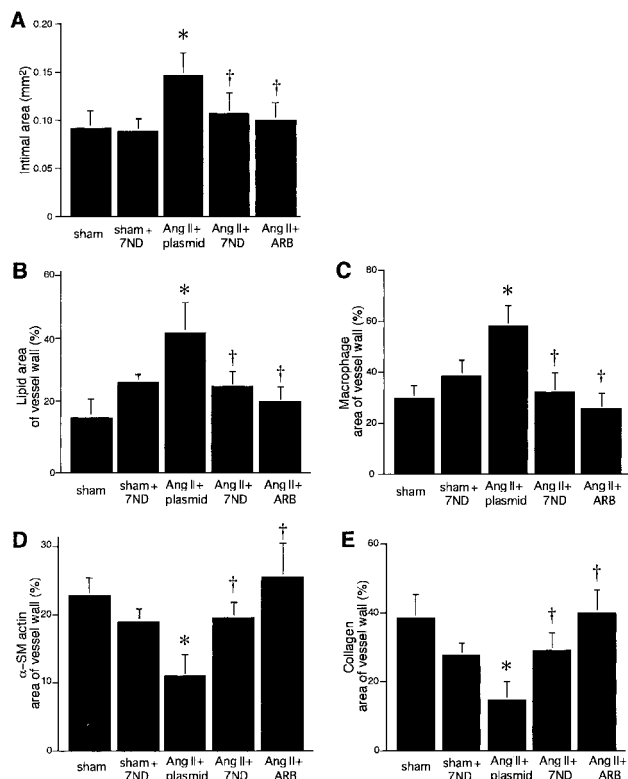 A
Intimal area (mm²)
0.20
0.15
0.10
0.05
0
*
†
†
sham
sham +
7ND
Ang II+
plasmid
Ang II+
7ND
Ang II+
ARB
B
Lipid area
of vessel wall (%)
60
40
20
0
*
†
†
sham
sham +
7ND
Ang II+
plasmid
Ang II+
7ND
Ang II+
ARB
C
Macrophage
area of vessel wall (%)
80
60
40
20
0
*
†
†
sham
sham +
7ND
Ang II+
plasmid
Ang II+
7ND
Ang II+
ARB
D
α-SM actin
area of vessel wall (%)
30
20
10
0
*
†
†
sham
sham +
7ND
Ang II+
plasmid
Ang II+
7ND
Ang II+
ARB
E
Collagen
area of vessel wall (%)
60
40
20
0
*
†
†
sham
sham +
7ND
Ang II+
plasmid
Ang II+
7ND
Ang II+
ARB